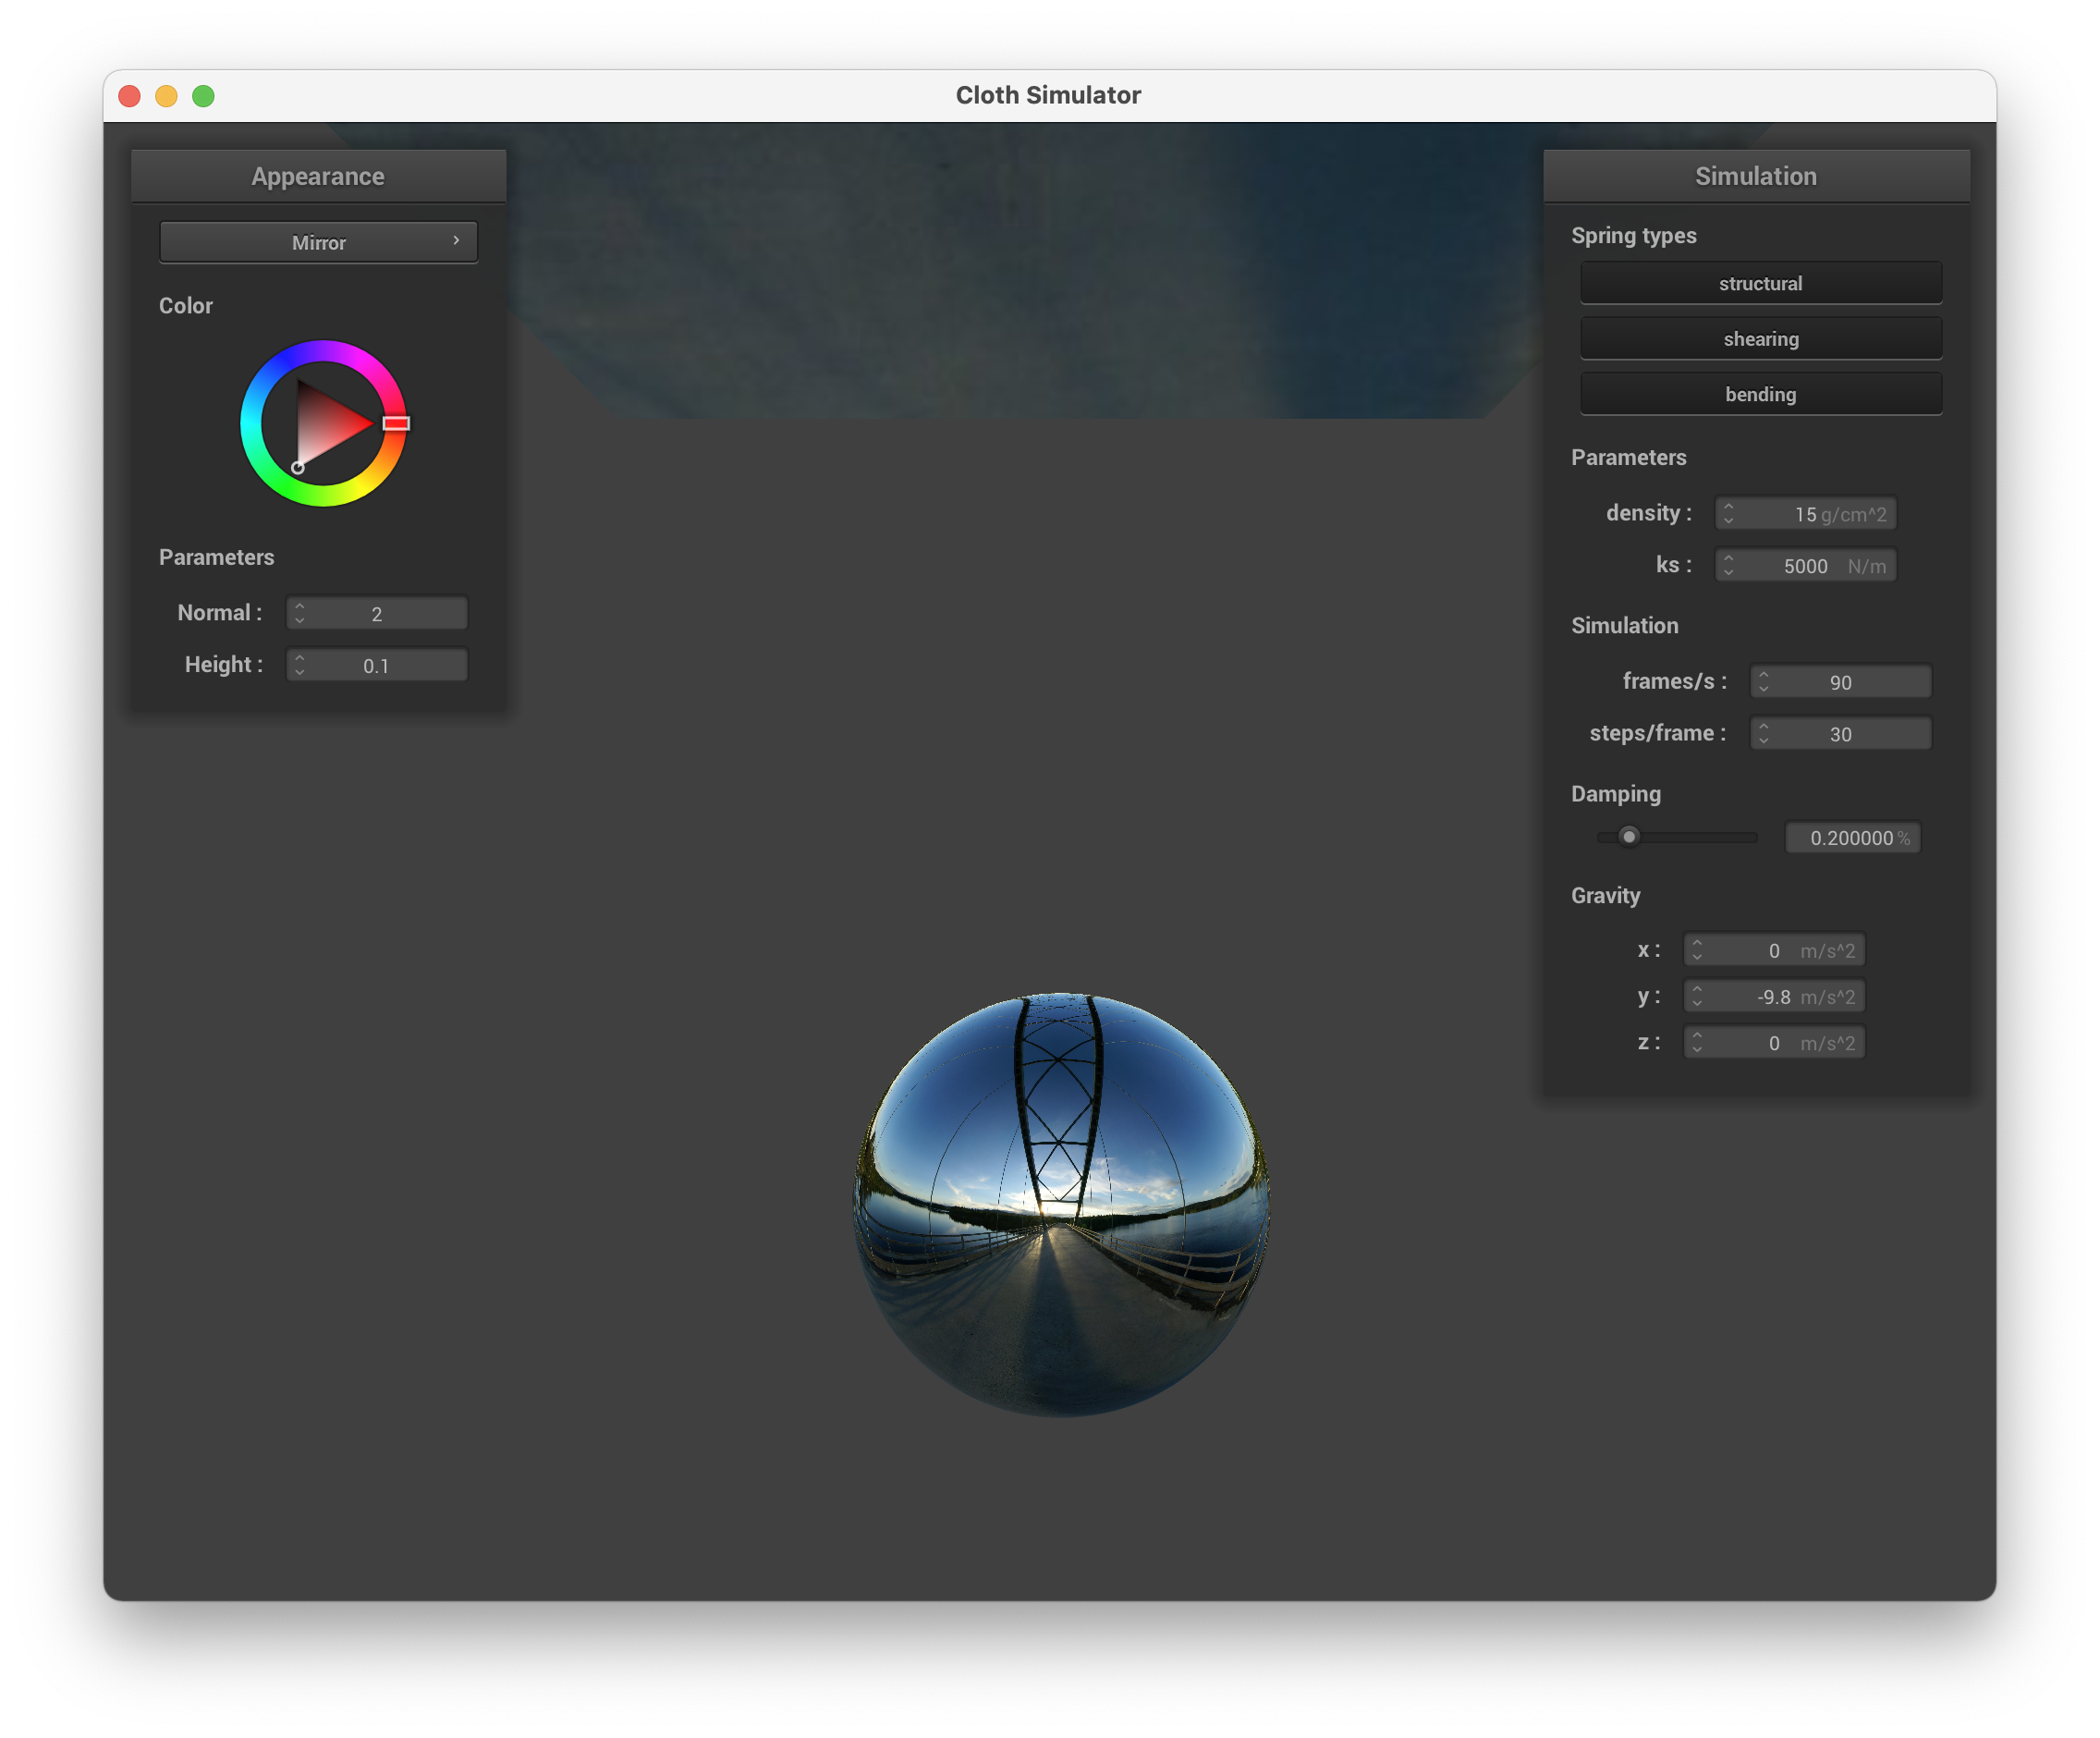 Cloth Simulator
Appearance
Mirror
Color
Parameters
Normal : 2
Height : 0.1
Simulation
Spring types
structural
shearing
bending
Parameters
density : 15 g/cm^2
ks : 5000 N/m
Simulation
frames/s : 90
steps/frame : 30
Damping
0.200000 %
Gravity
x : 0 m/s^2
y : -9.8 m/s^2
z : 0 m/s^2